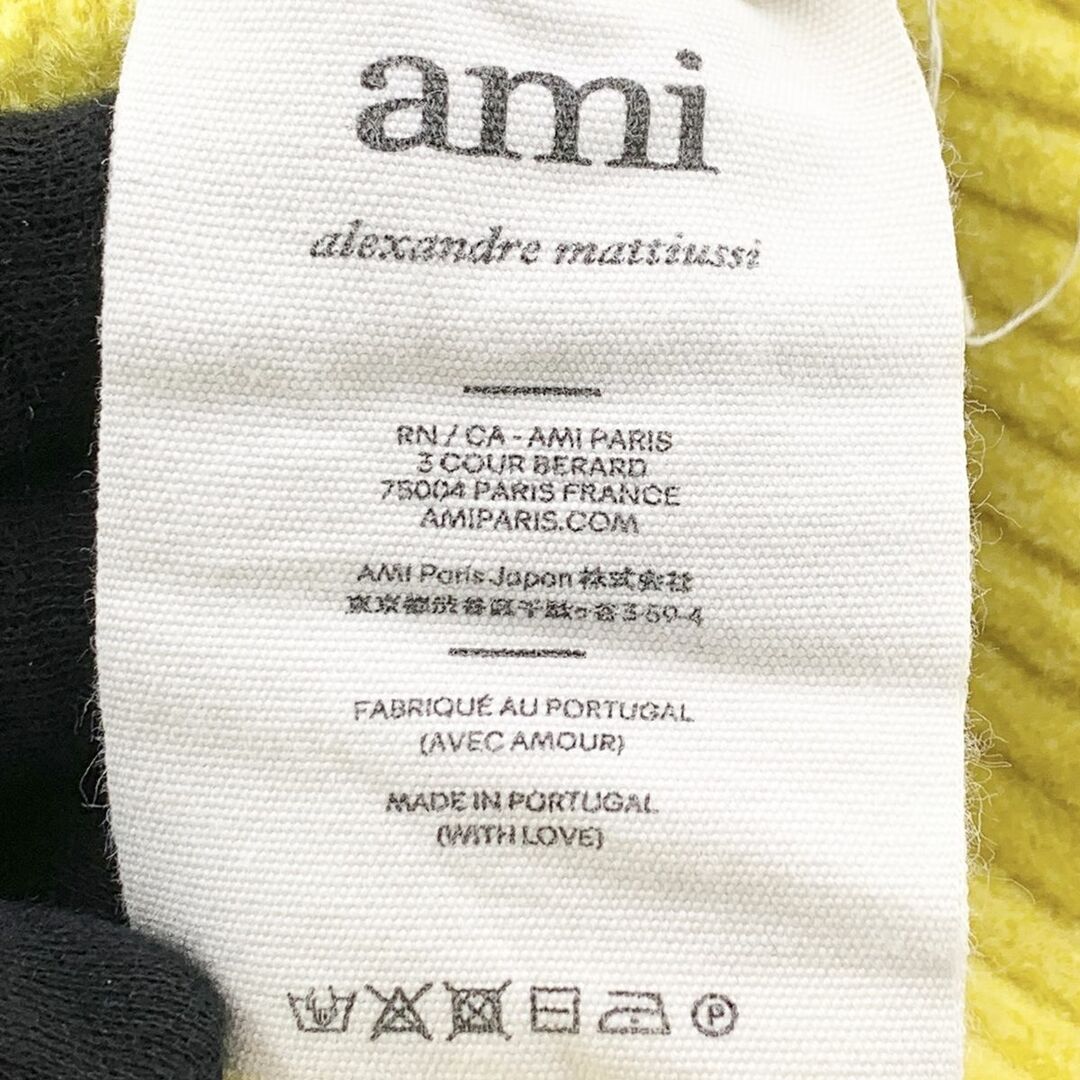 ami
alexandre mattiussi
RN / CA - AMI PARIS
3 COUR BERARD
75004 PARIS FRANCE
AMIPARIS.COM
AMI Paris Japan 株式会社
東京都渋谷区千駄ヶ谷3-59-4
FABRIQUÉ AU PORTUGAL
(AVEC AMOUR)
MADE IN PORTUGAL
(WITH LOVE)
P